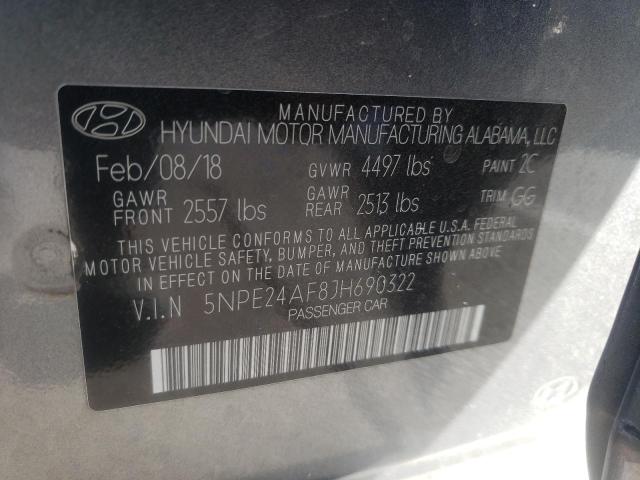 MANUFACTURED BY
HYUNDAI MOTOR MANUFACTURING ALABAMA, LLC
Feb/08/18 GVWR 4497 lbs PAINT 2C
GAWR FRONT 2557 lbs GAWR REAR 2513 lbs TRIM GG
THIS VEHICLE CONFORMS TO ALL APPLICABLE U.S.A. FEDERAL
MOTOR VEHICLE SAFETY, BUMPER, AND THEFT PREVENTION STANDARDS
IN EFFECT ON THE DATE OF MANUFACTURE SHOWN ABOVE.
V.I.N 5NPE24AF8JH690322
PASSENGER CAR